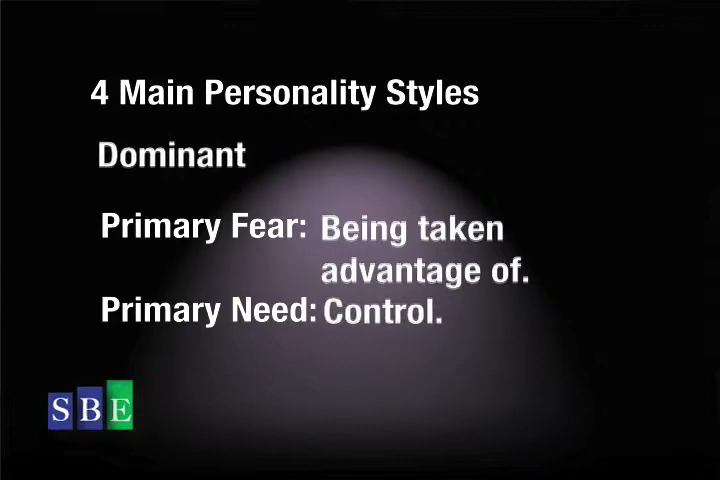 4 Main Personality Styles
Dominant
Primary Fear: Being taken
advantage of.
Primary Need: Control.
SBE